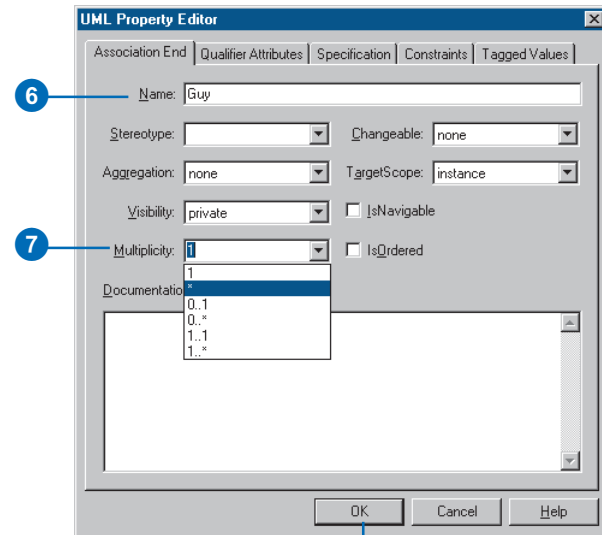 UML Property Editor
Association End Qualifier Attributes Specification Constraints Tagged Values
6 Name: Guy
Stereotype: Changeable: none
Aggregation: none TargetScope: instance
Visibility: private IsNavigable
7 Multiplicity: 1 IsOrdered
1
*
Documentatio
0..1
0..*
1..1
1..*
OK Cancel Help